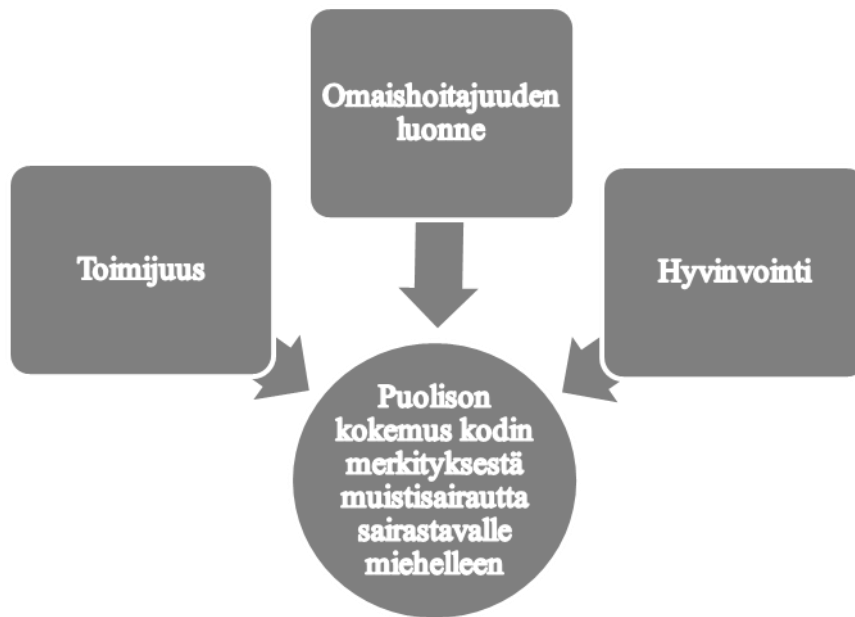 Omaishoitajuuden
luonne
Toimijuus
Hyvinvointi
Puolison
kokemus kodin
merkityksestä
muistisairautta
sairastavalle
miehelleen